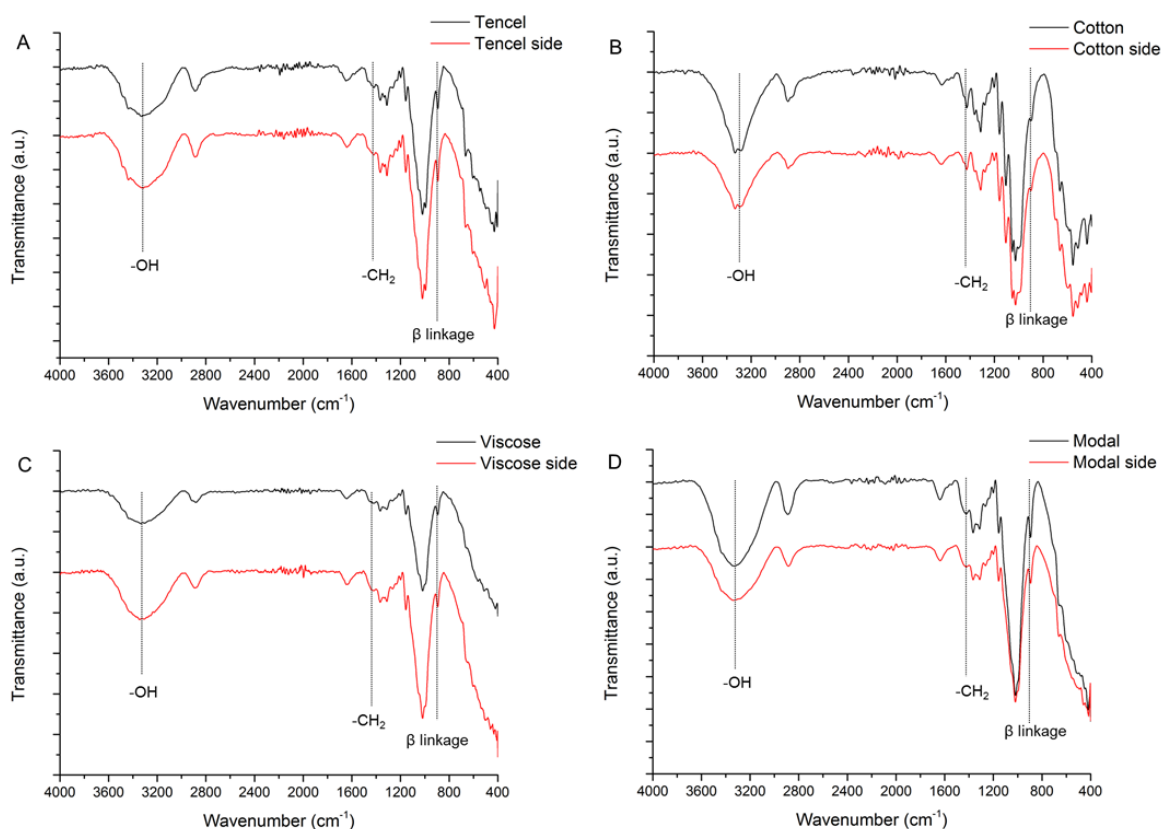 A
Tencel
Tencel side
Transmittance (a.u.)
-OH
-CH₂
β linkage
4000 3600 3200 2800 2400 2000 1600 1200 800 400
Wavenumber (cm⁻¹)
B
Cotton
Cotton side
Transmittance (a.u.)
-OH
-CH₂
β linkage
4000 3600 3200 2800 2400 2000 1600 1200 800 400
Wavenumber (cm⁻¹)
C
Viscose
Viscose side
Transmittance (a.u.)
-OH
-CH₂
β linkage
4000 3600 3200 2800 2400 2000 1600 1200 800 400
Wavenumber (cm⁻¹)
D
Modal
Modal side
Transmittance (a.u.)
-OH
-CH₂
β linkage
4000 3600 3200 2800 2400 2000 1600 1200 800 400
Wavenumber (cm⁻¹)